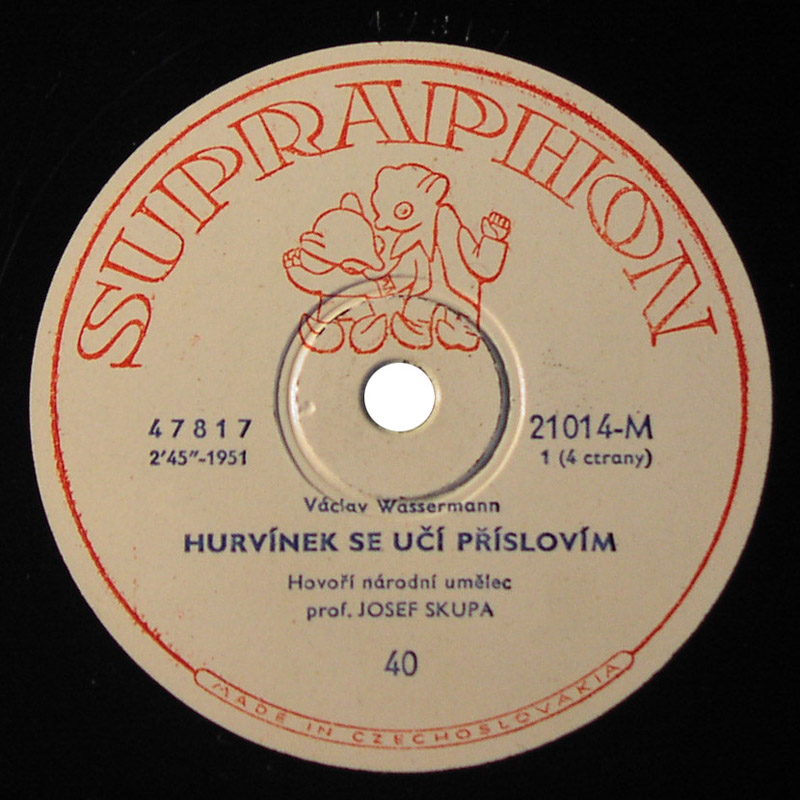 47817
SUPRAPHON
47817
2'45"-1951
21014-M
1 (4 ctrany)
Václav Wassermann
HURVÍNEK SE UČÍ PŘÍSLOVÍM
Hovoří národní umělec
prof. JOSEF SKUPA
40
MADE IN CZECHOSLOVAKIA